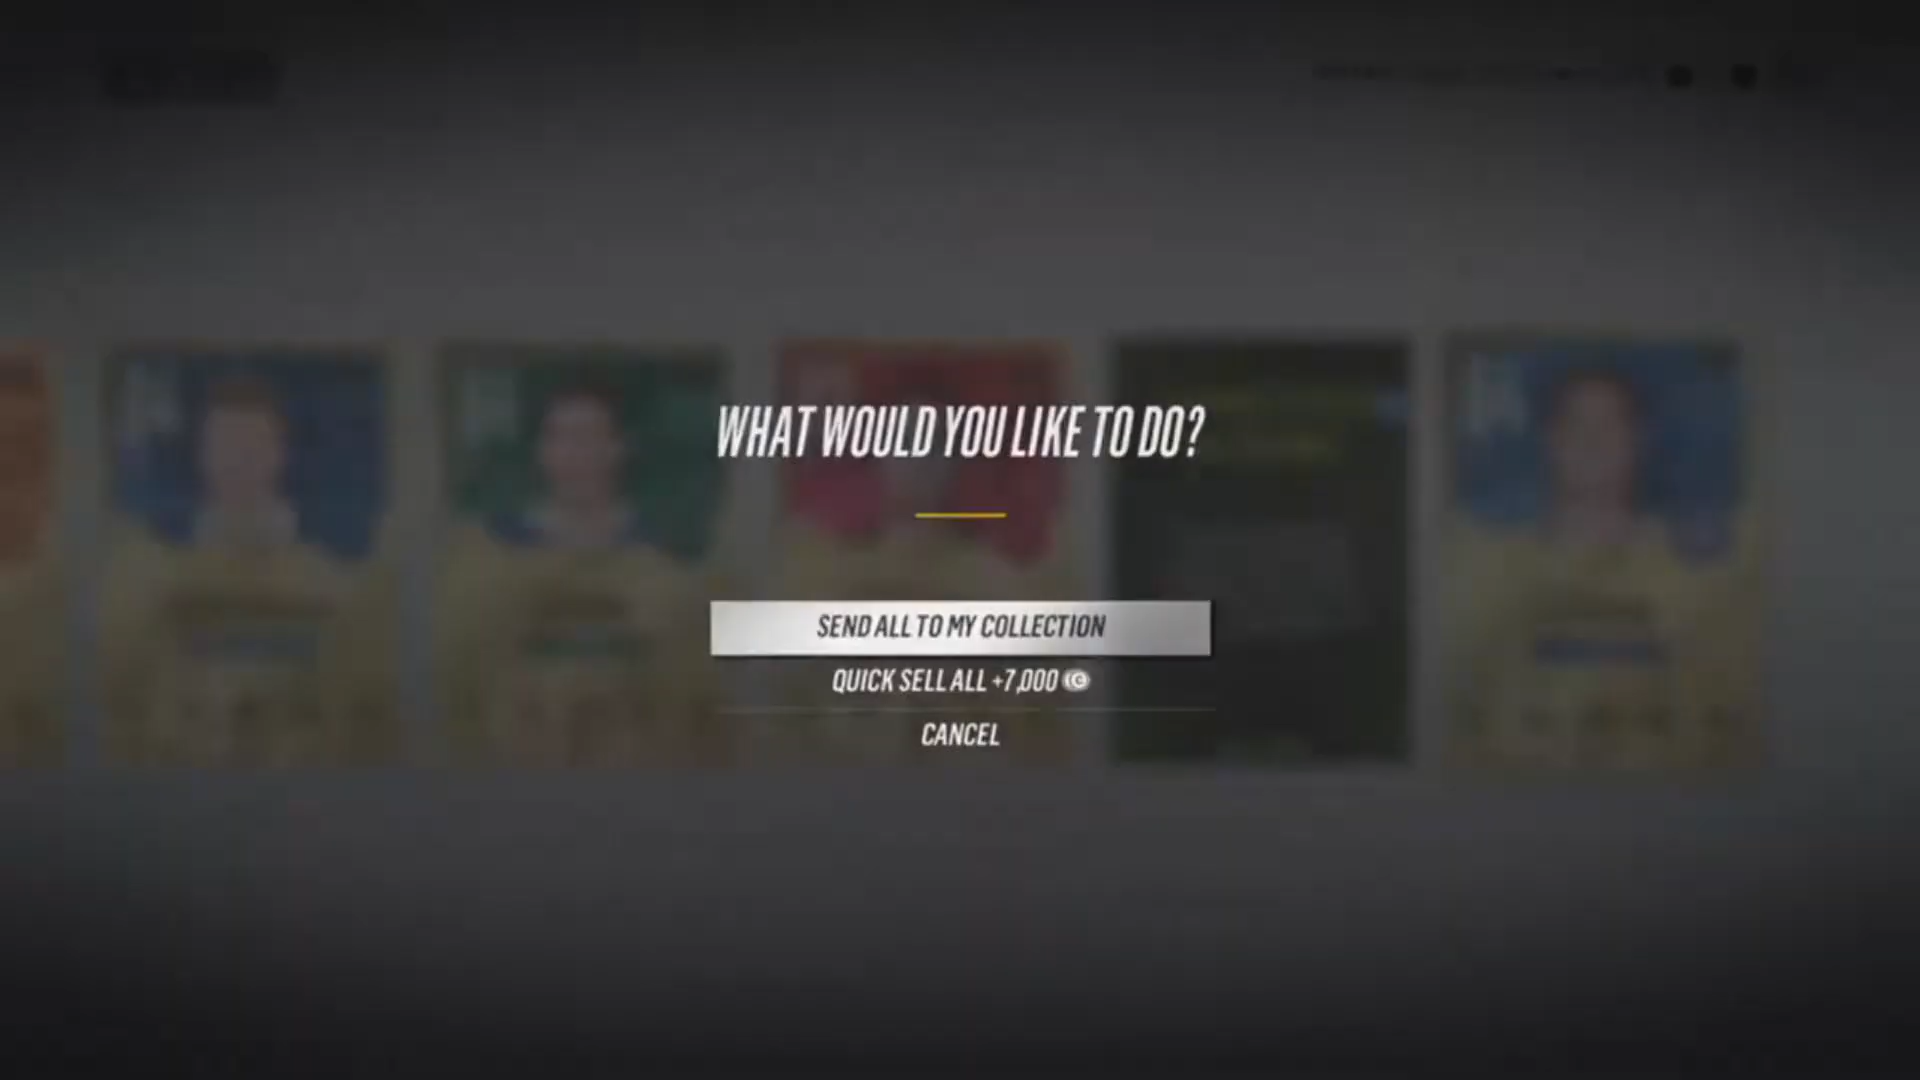 WHAT WOULD YOU LIKE TO DO?
SEND ALL TO MY COLLECTION
QUICK SELL ALL +7,000
CANCEL